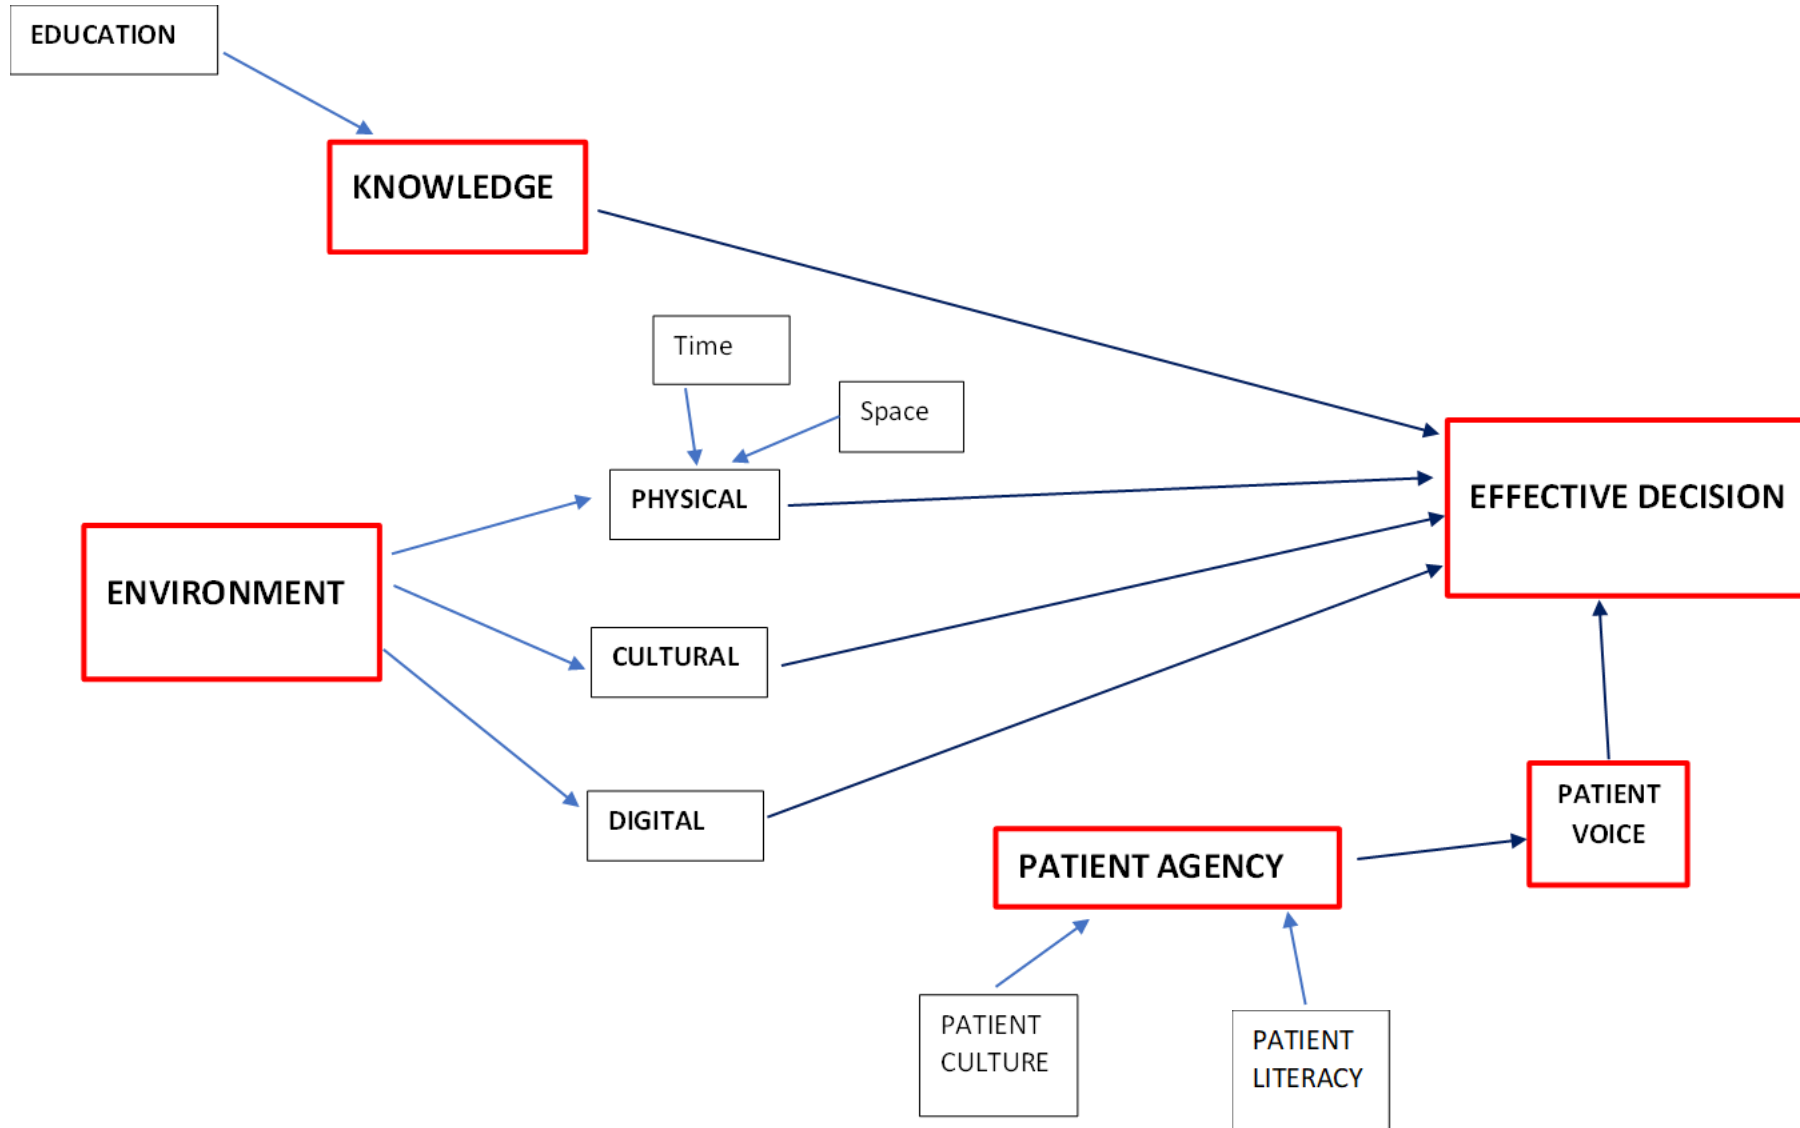 EDUCATION
KNOWLEDGE
Time
Space
PHYSICAL
EFFECTIVE DECISION
ENVIRONMENT
CULTURAL
DIGITAL
PATIENT
VOICE
PATIENT AGENCY
PATIENT
CULTURE
PATIENT
LITERACY